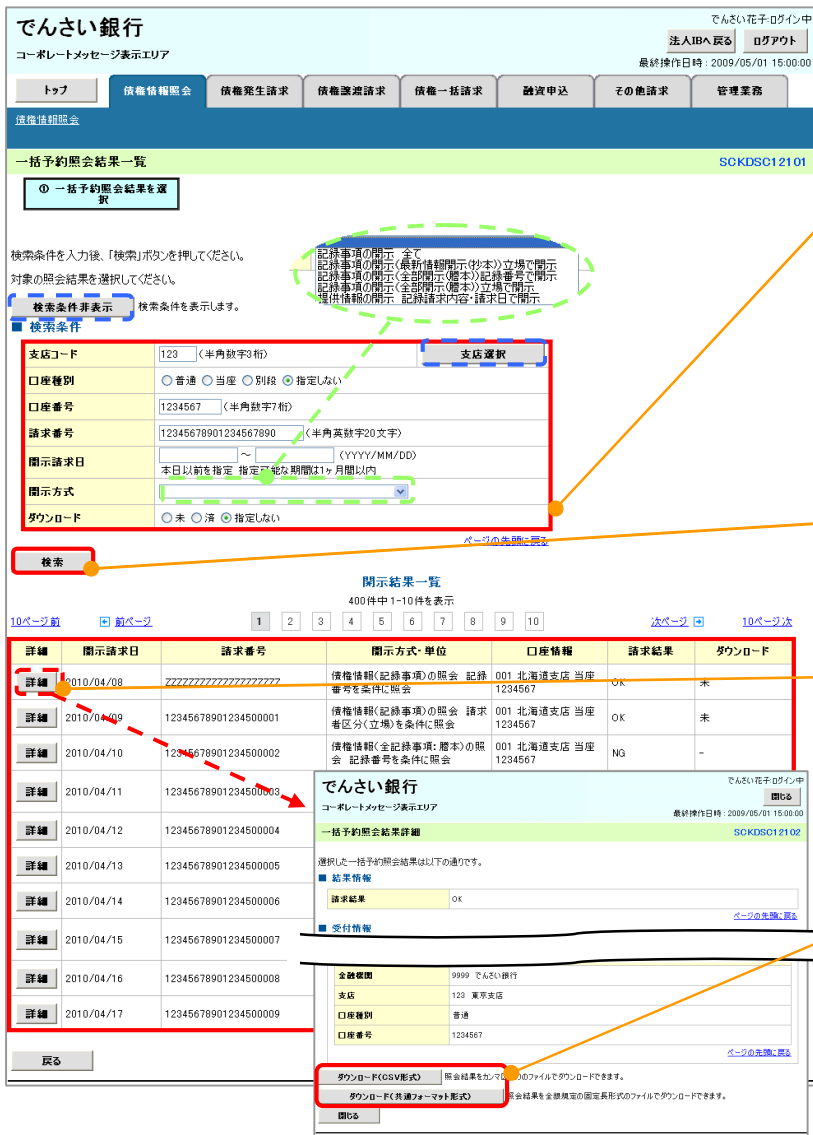 でんさい銀行
でんさい花子:ログイン中
法人IBへ戻る ログアウト
コーポレートメッセージ表示エリア
最終操作日時：2009/05/01 15:00:00
トップ 債権情報照会 債権発生請求 債権譲渡請求 債権一括請求 融資申込 その他請求 管理業務
債権情報照会
一括予約照会結果一覧 SCKDSC12101
① 一括予約照会結果を選
択
検索条件を入力後、「検索」ボタンを押してください。
対象の照会結果を選択してください。
記録事項の開示 全て
記録事項の開示(最新情報開示(抄本))立場で開示
記録事項の開示(全部開示(謄本))記録番号で開示
記録事項の開示(全部開示(謄本))立場で開示
提供情報の開示 記録請求内容・請求日で開示
検索条件非表示 検索条件を表示します。
■ 検索条件
支店コード 123 (半角数字3桁) 支店選択
口座種別 ○普通 ○当座 ○別段 ◉指定しない
口座番号 1234567 (半角数字7桁)
請求番号 12345678901234567890 (半角英数字20文字)
開示請求日 ～ (YYYY/MM/DD)
本日以前を指定 指定可能な期間は1ヶ月間以内
開示方式
ダウンロード ○未 ○済 ◉指定しない
ページの先頭に戻る
検索
開示結果一覧
400件中 1-10件を表示
10ページ前 前ページ 1 2 3 4 5 6 7 8 9 10 次ページ 10ページ次
詳細 開示請求日 請求番号 開示方式・単位 口座情報 請求結果 ダウンロード
詳細 2010/04/08 ZZZZZZZZZZZZZZZZZZZZ 債権情報(記録事項)の照会 記録番号を条件に照会 001 北海道支店 当座 1234567 OK 未
詳細 2010/04/09 12345678901234500001 債権情報(記録事項)の照会 請求者区分(立場)を条件に照会 001 北海道支店 当座 1234567 OK 未
詳細 2010/04/10 12345678901234500002 債権情報(全記録事項:謄本)の照会 記録番号を条件に照会 001 北海道支店 当座 1234567 NG -
詳細 2010/04/11 12345678901234500003
詳細 2010/04/12 12345678901234500004
詳細 2010/04/13 12345678901234500005
詳細 2010/04/14 12345678901234500006
詳細 2010/04/15 12345678901234500007
詳細 2010/04/16 12345678901234500008
詳細 2010/04/17 12345678901234500009
戻る
でんさい銀行
でんさい花子:ログイン中
閉じる
コーポレートメッセージ表示エリア
最終操作日時：2009/05/01 15:00:00
一括予約照会結果詳細 SCKDSC12102
選択した一括予約照会結果は以下の通りです。
■ 結果情報
請求結果 OK
ページの先頭に戻る
■ 受付情報
金融機関 9999 でんさい銀行
支店 123 東京支店
口座種別 普通
口座番号 1234567
ページの先頭に戻る
ダウンロード(CSV形式) 照会結果をカンマ のファイルでダウンロードできます。
ダウンロード(共通フォーマット形式) 照会結果を全銀規定の固定長形式のファイルでダウンロードできます。
閉じる